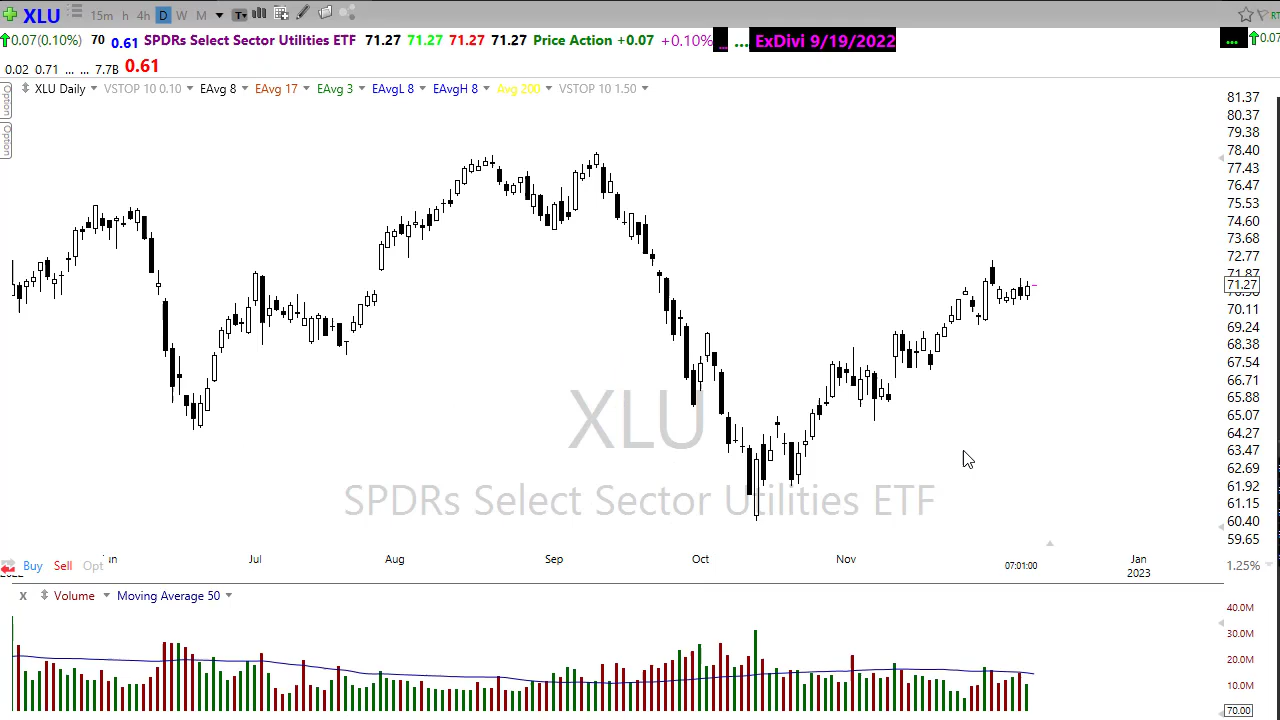 XLU 15m h 4h D W M T
0.07(0.10%) 70 0.61 SPDRs Select Sector Utilities ETF 71.27 71.27 71.27 71.27 Price Action +0.07 +0.10% ... ... ExDivi 9/19/2022 ... 0.07
0.02 0.71 ... ... 7.7B 0.61
XLU Daily VSTOP 10 0.10 EAvg 8 EAvg 17 EAvg 3 EAvgL 8 EAvgH 8 Avg 200 VSTOP 10 1.50
Option
Option
81.37
80.37
79.38
78.40
77.43
76.47
75.53
74.60
73.68
72.77
71.87
71.27
70.11
69.24
68.38
67.54
66.71
65.88
65.07
64.27
63.47
62.69
61.92
61.15
60.40
59.65
XLU
SPDRs Select Sector Utilities ETF
Jul Aug Sep Oct Nov Jan
2023
07:01:00
Buy Sell Opt
1.25%
X Volume Moving Average 50
40.0M
30.0M
20.0M
10.0M
70.00